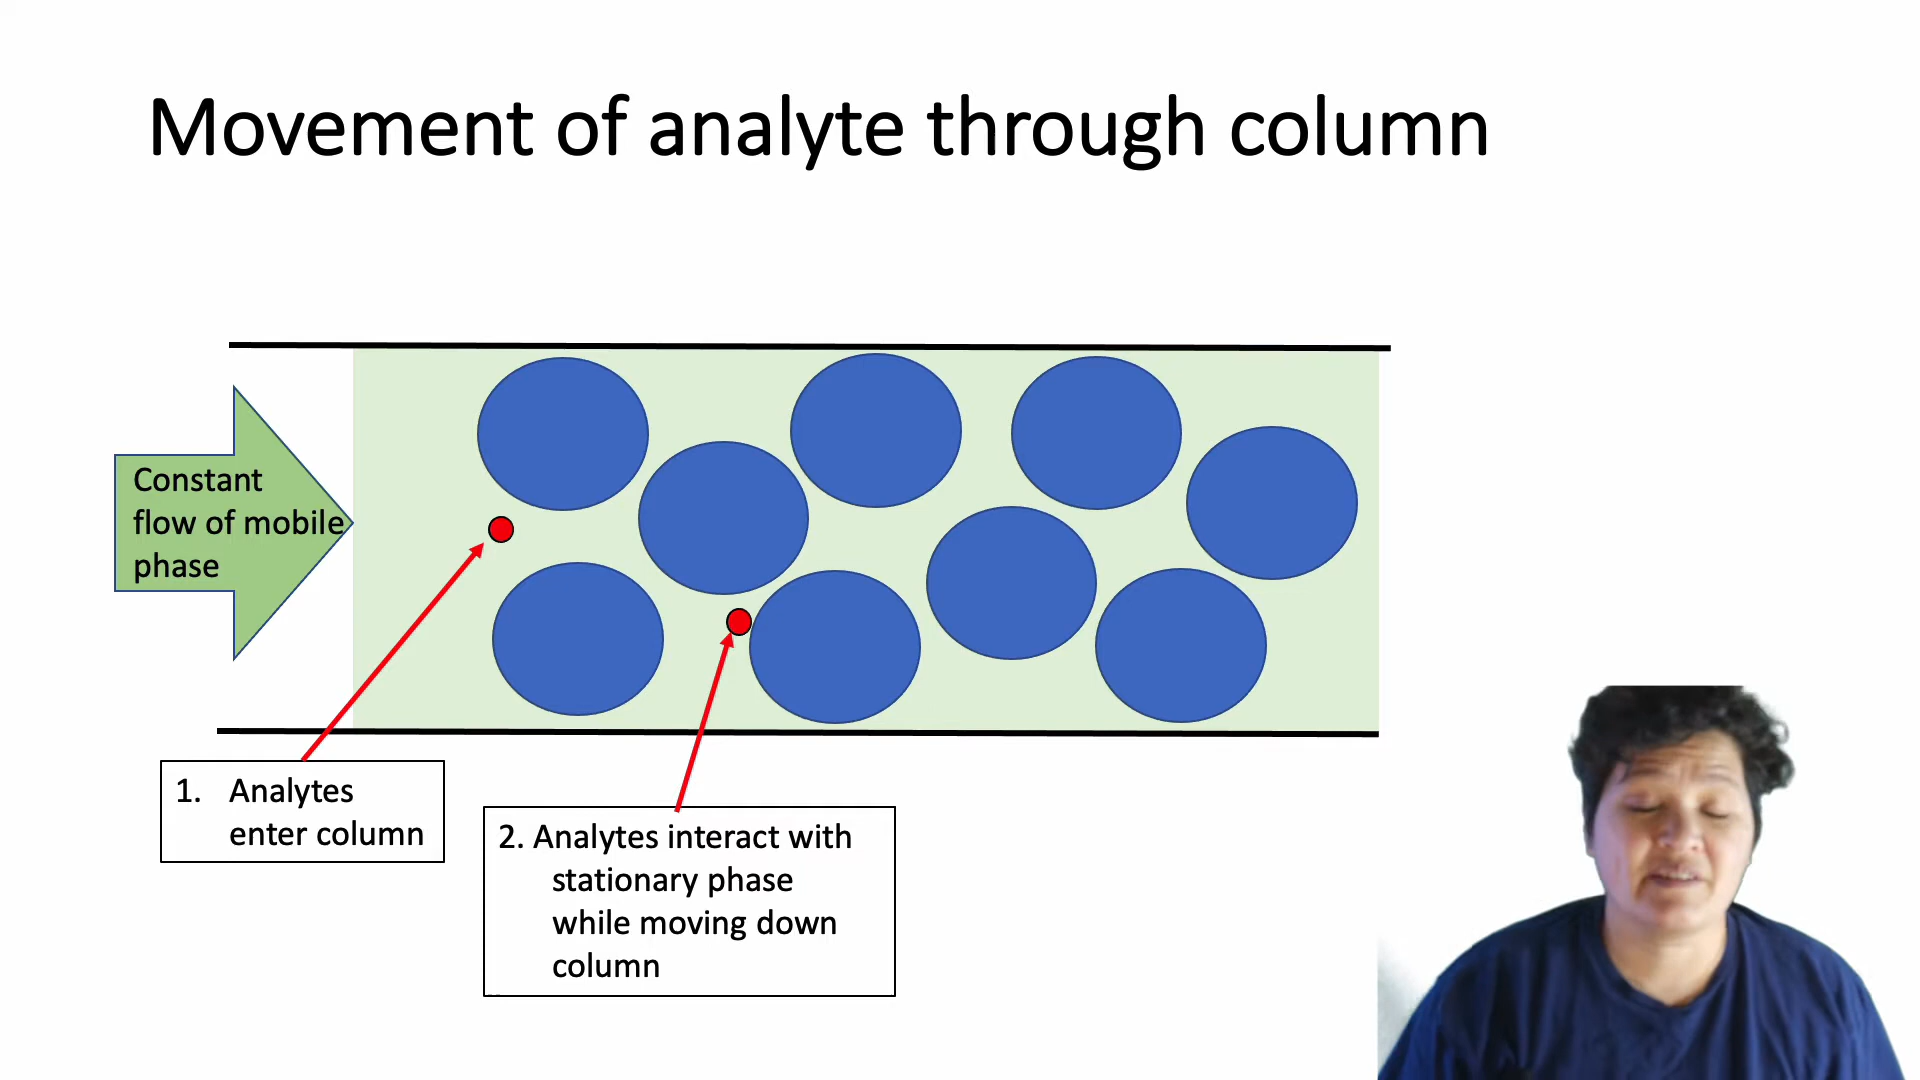 Movement of analyte through column
Constant
flow of mobile
phase
1. Analytes
enter column
2. Analytes interact with
stationary phase
while moving down
column